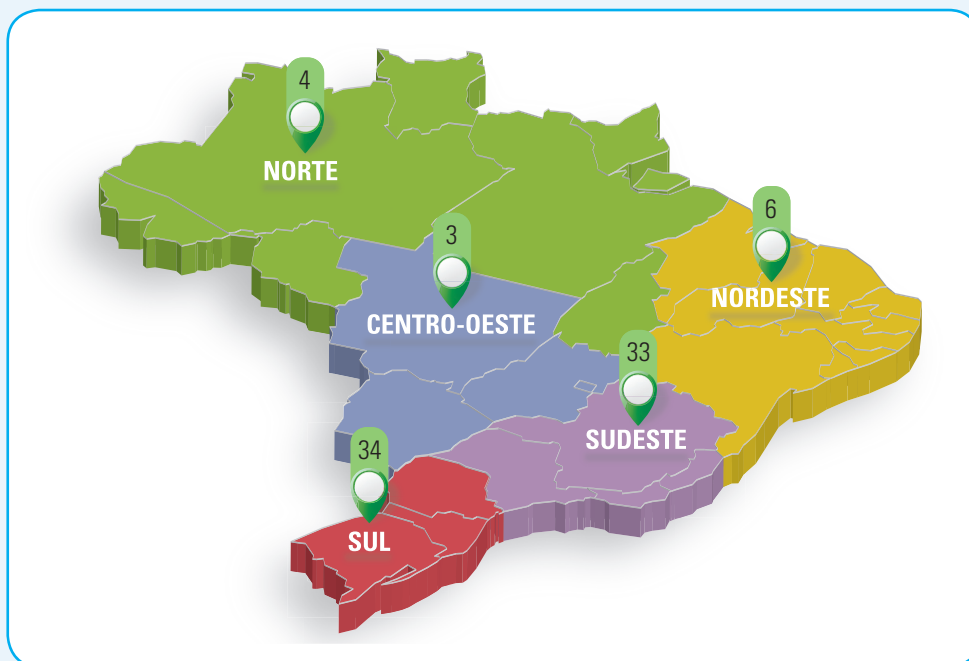 4
NORTE
3
CENTRO-OESTE
6
NORDESTE
33
SUDESTE
34
SUL